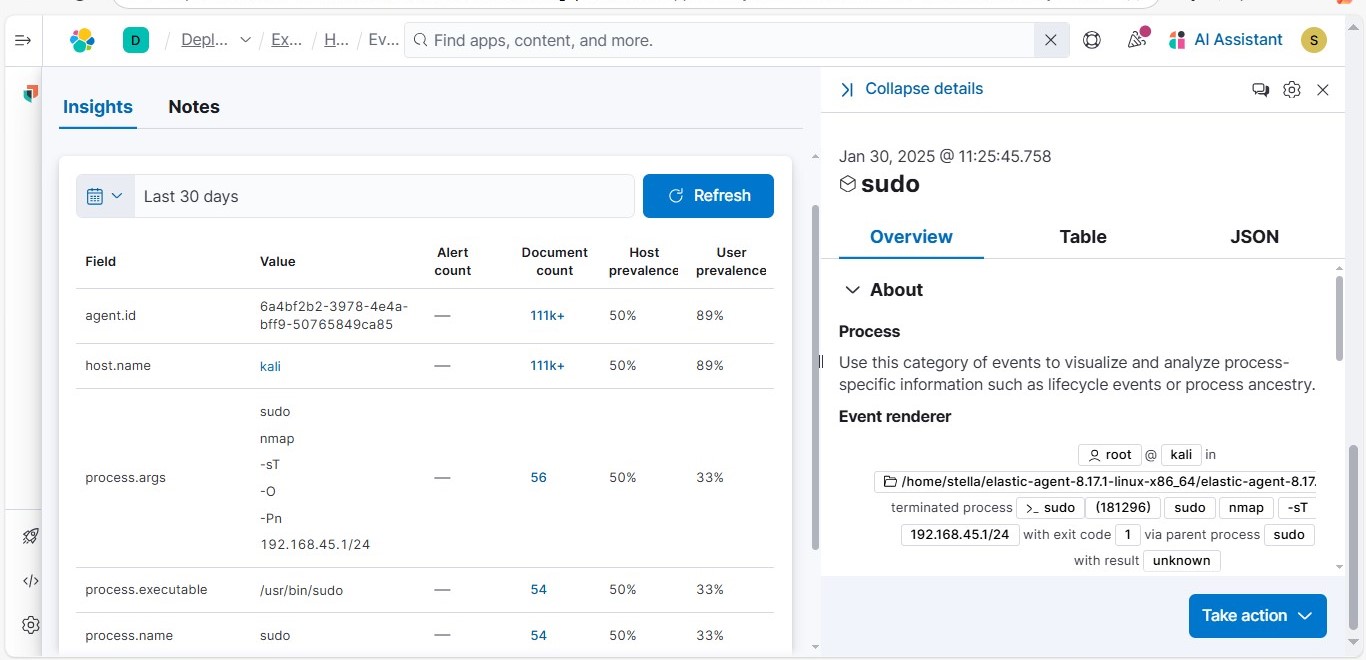 D / Depl... / Ex... / H... / Ev... Find apps, content, and more. AI Assistant S
Insights Notes
Last 30 days Refresh
Field Value Alert count Document count Host prevalence User prevalence
agent.id 6a4bf2b2-3978-4e4a-bff9-50765849ca85 — 111k+ 50% 89%
host.name kali — 111k+ 50% 89%
process.args
sudo
nmap
-sT
-O
-Pn
192.168.45.1/24
— 56 50% 33%
process.executable /usr/bin/sudo — 54 50% 33%
process.name sudo — 54 50% 33%
Collapse details
Jan 30, 2025 @ 11:25:45.758
sudo
Overview Table JSON
About
Process
Use this category of events to visualize and analyze process-
specific information such as lifecycle events or process ancestry.
Event renderer
root @ kali in
/home/stella/elastic-agent-8.17.1-linux-x86_64/elastic-agent-8.17.
terminated process >_ sudo (181296) sudo nmap -sT
192.168.45.1/24 with exit code 1 via parent process sudo
with result unknown
Take action